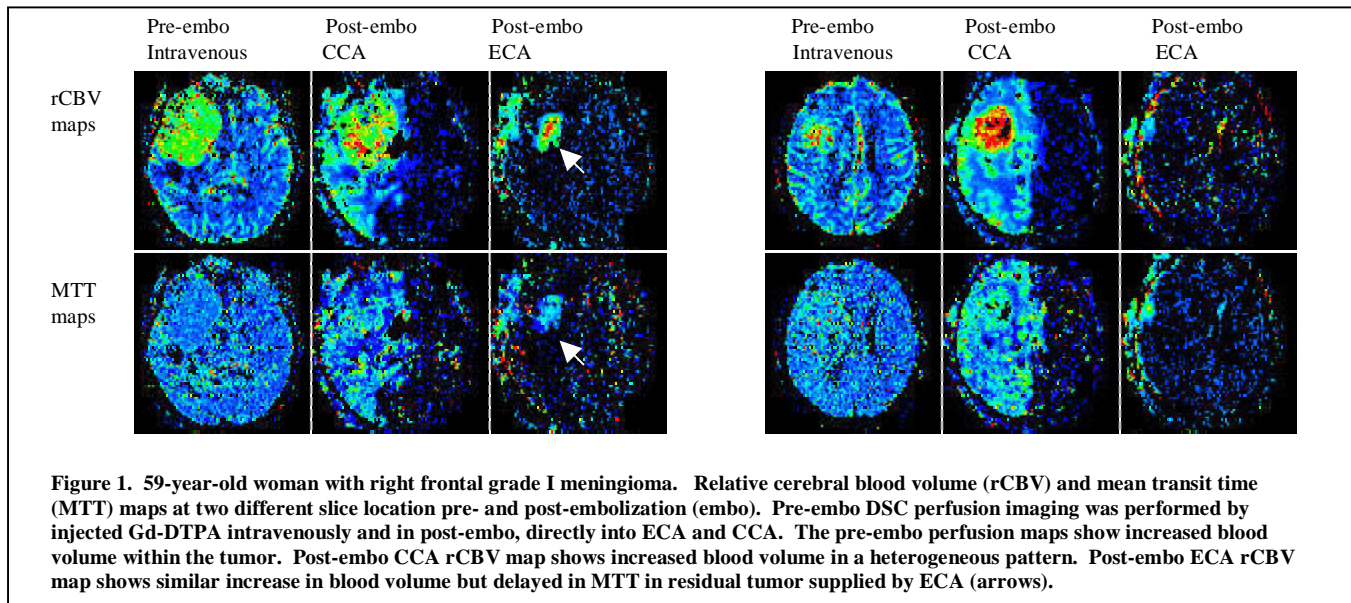 Pre-embo Post-embo Post-embo Pre-embo Post-embo Post-embo
Intravenous CCA ECA Intravenous CCA ECA
rCBV
maps
MTT
maps
Figure 1. 59-year-old woman with right frontal grade I meningioma. Relative cerebral blood volume (rCBV) and mean transit time
(MTT) maps at two different slice location pre- and post-embolization (embo). Pre-embo DSC perfusion imaging was performed by
injected Gd-DTPA intravenously and in post-embo, directly into ECA and CCA. The pre-embo perfusion maps show increased blood
volume within the tumor. Post-embo CCA rCBV map shows increased blood volume in a heterogeneous pattern. Post-embo ECA rCBV
map shows similar increase in blood volume but delayed in MTT in residual tumor supplied by ECA (arrows).